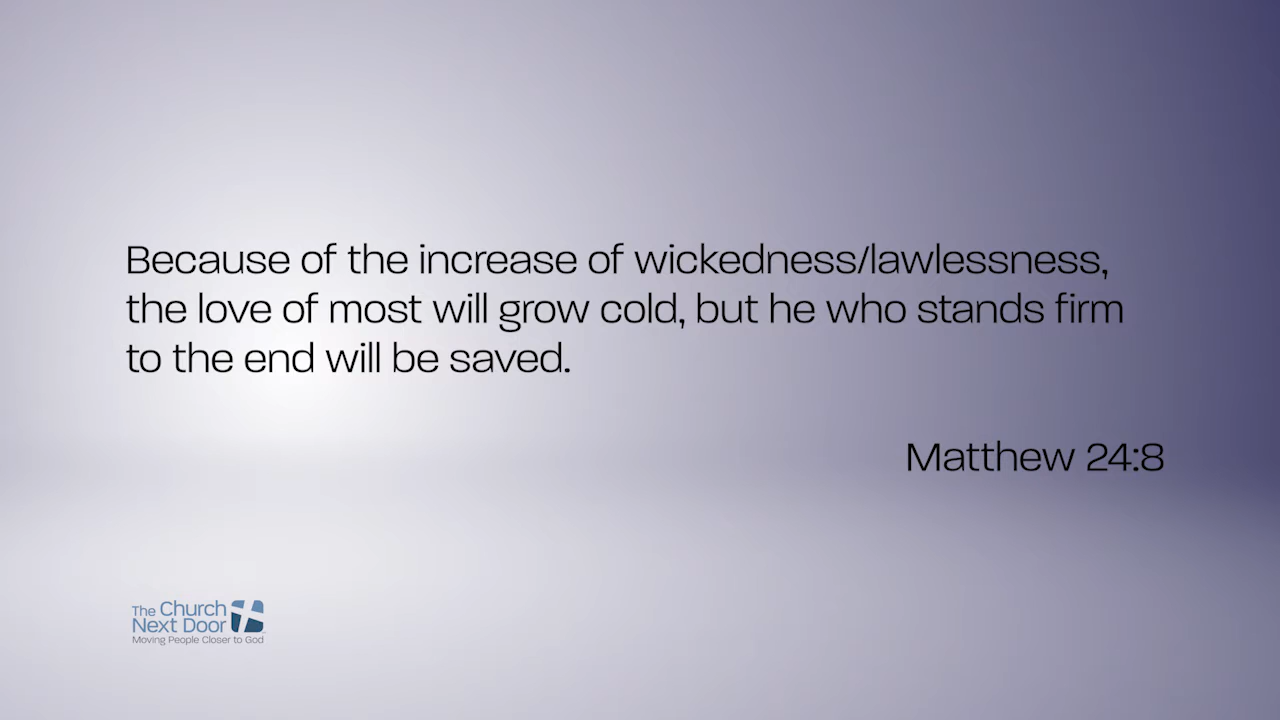 Because of the increase of wickedness/lawlessness,
the love of most will grow cold, but he who stands firm
to the end will be saved.
Matthew 24:8
The Church
Next Door
Moving People Closer to God